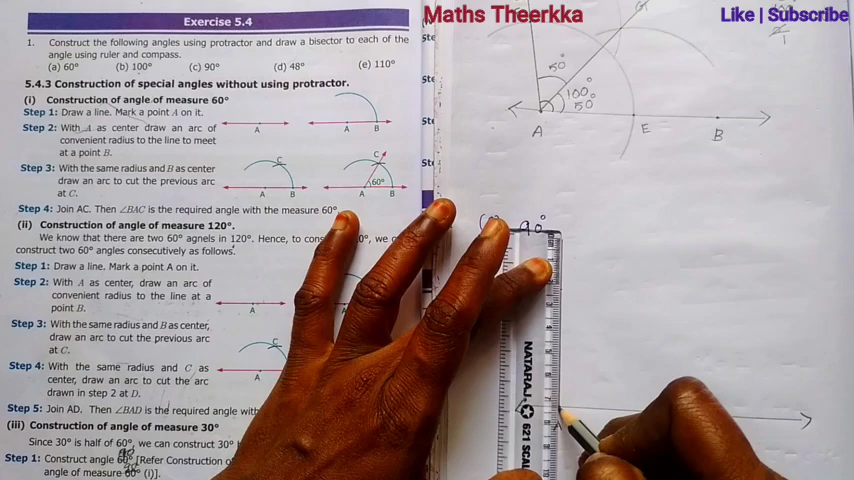 Maths Theerkka
Like | Subscribe
Exercise 5.4
1. Construct the following angles using protractor and draw a bisector to each of the
angle using ruler and compass.
(a) 60° (b) 100° (c) 90° (d) 48° (e) 110°
5.4.3 Construction of special angles without using protractor.
(i) Construction of angle of measure 60°
Step 1: Draw a line. Mark a point A on it.
A
A B
Step 2: With A as center draw an arc of
convenient radius to the line to meet
at a point B.
Step 3: With the same radius and B as center
draw an arc to cut the previous arc
at C.
C
A B
C
60°
A B
Step 4: Join AC. Then ∠BAC is the required angle with the measure 60°
(ii) Construction of angle of measure 120°
We know that there are two 60° agnels in 120°. Hence, to
construct two 60° angles consecutively as follows.
Step 1: Draw a line. Mark a point A on it.
Step 2: With A as center, draw an arc of
convenient radius to the line at a
point B.
A
Step 3: With the same radius and B as center,
draw an arc to cut the previous arc
at C.
C
A
Step 4: With the same radius and C as
center, draw an arc to cut the arc
drawn in step 2 at D.
Step 5: Join AD. Then ∠BAD is the required angle
(iii) Construction of angle of measure 30°
Since 30° is half of 60°, we can construct 30°
90
Step 1: Construct angle 60° [Refer Construction
angle of measure 60° (i)].
50°
100°
50
A E B
90°
NATARAJ
621 SCAL